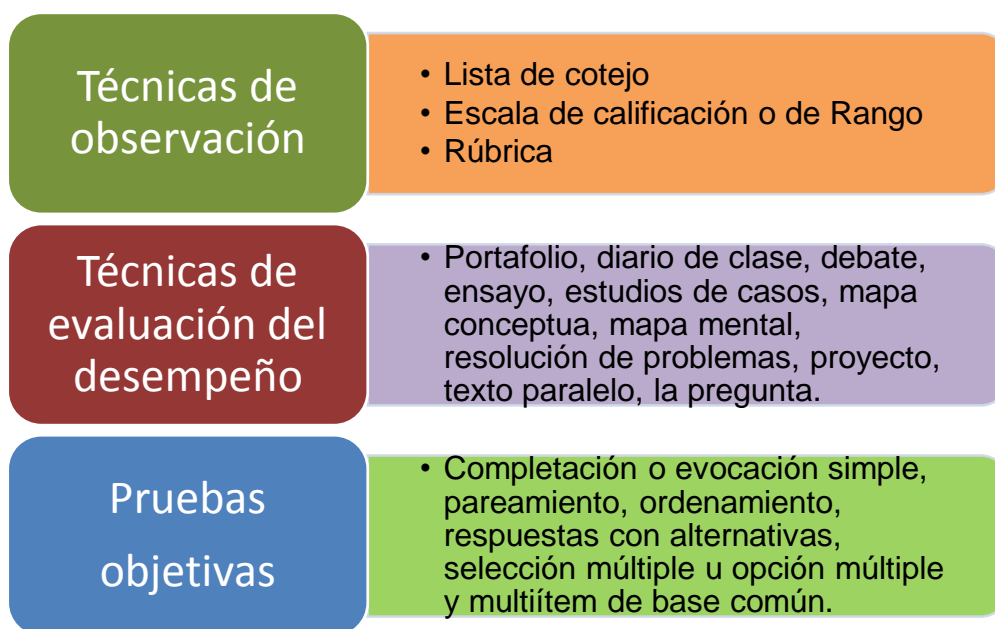 Técnicas de
observación
• Lista de cotejo
• Escala de calificación o de Rango
• Rúbrica
Técnicas de
evaluación del
desempeño
• Portafolio, diario de clase, debate,
ensayo, estudios de casos, mapa
conceptua, mapa mental,
resolución de problemas, proyecto,
texto paralelo, la pregunta.
Pruebas
objetivas
• Completación o evocación simple,
pareamiento, ordenamiento,
respuestas con alternativas,
selección múltiple u opción múltiple
y multiítem de base común.